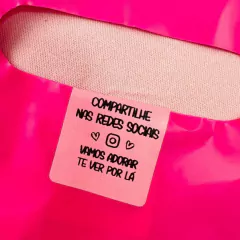 COMPARTILHE
NAS REDES SOCIAIS
VAMOS ADORAR
TE VER POR LÁ